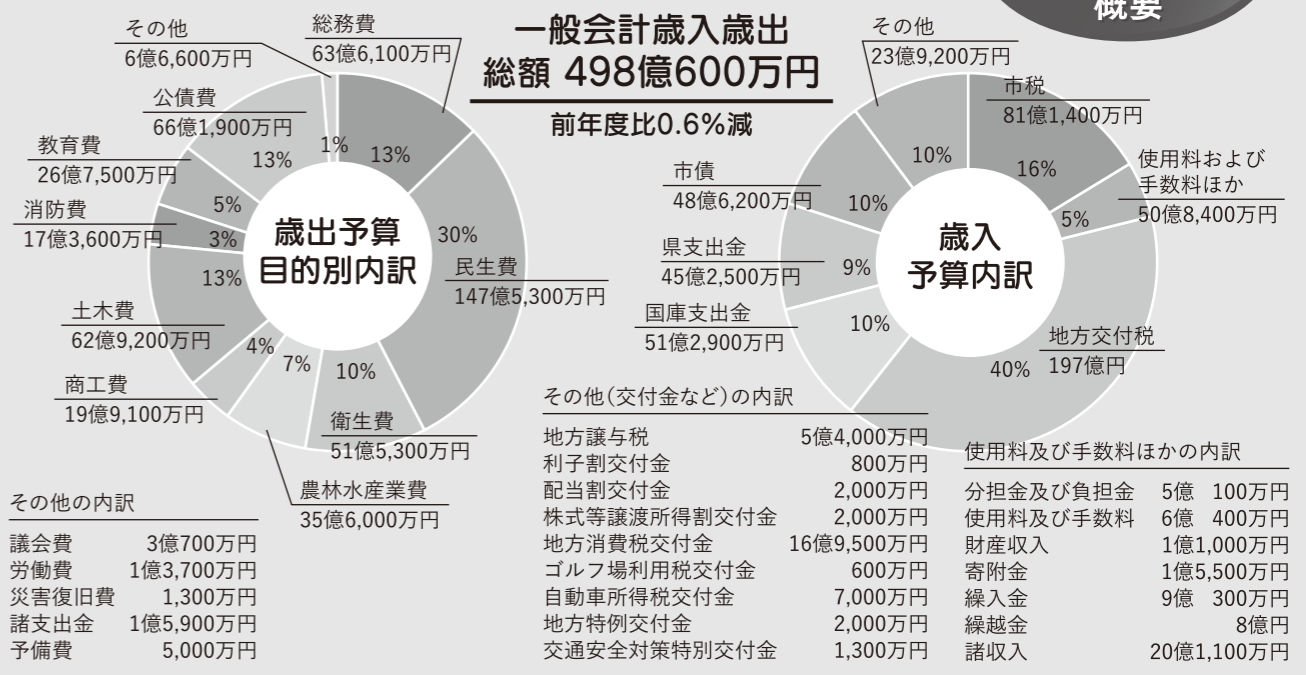 概要
一般会計歳入歳出
総額 498億600万円
前年度比0.6%減
歳出予算
目的別内訳
総務費
63億6,100万円
13%
民生費
147億5,300万円
30%
衛生費
51億5,300万円
10%
農林水産業費
35億6,000万円
7%
商工費
19億9,100万円
4%
土木費
62億9,200万円
13%
消防費
17億3,600万円
3%
教育費
26億7,500万円
5%
公債費
66億1,900万円
13%
その他
6億6,600万円
1%
その他の内訳
議会費 3億700万円
労働費 1億3,700万円
災害復旧費 1,300万円
諸支出金 1億5,900万円
予備費 5,000万円
歳入
予算内訳
市税
81億1,400万円
16%
使用料および
手数料ほか
50億8,400万円
5%
地方交付税
197億円
40%
国庫支出金
51億2,900万円
10%
県支出金
45億2,500万円
9%
市債
48億6,200万円
10%
その他
23億9,200万円
10%
その他（交付金など）の内訳
地方譲与税 5億4,000万円
利子割交付金 800万円
配当割交付金 2,000万円
株式等譲渡所得割交付金 2,000万円
地方消費税交付金 16億9,500万円
ゴルフ場利用税交付金 600万円
自動車所得税交付金 7,000万円
地方特例交付金 2,000万円
交通安全対策特別交付金 1,300万円
使用料及び手数料ほかの内訳
分担金及び負担金 5億 100万円
使用料及び手数料 6億 400万円
財産収入 1億1,000万円
寄附金 1億5,500万円
繰入金 9億 300万円
繰越金 8億円
諸収入 20億1,100万円